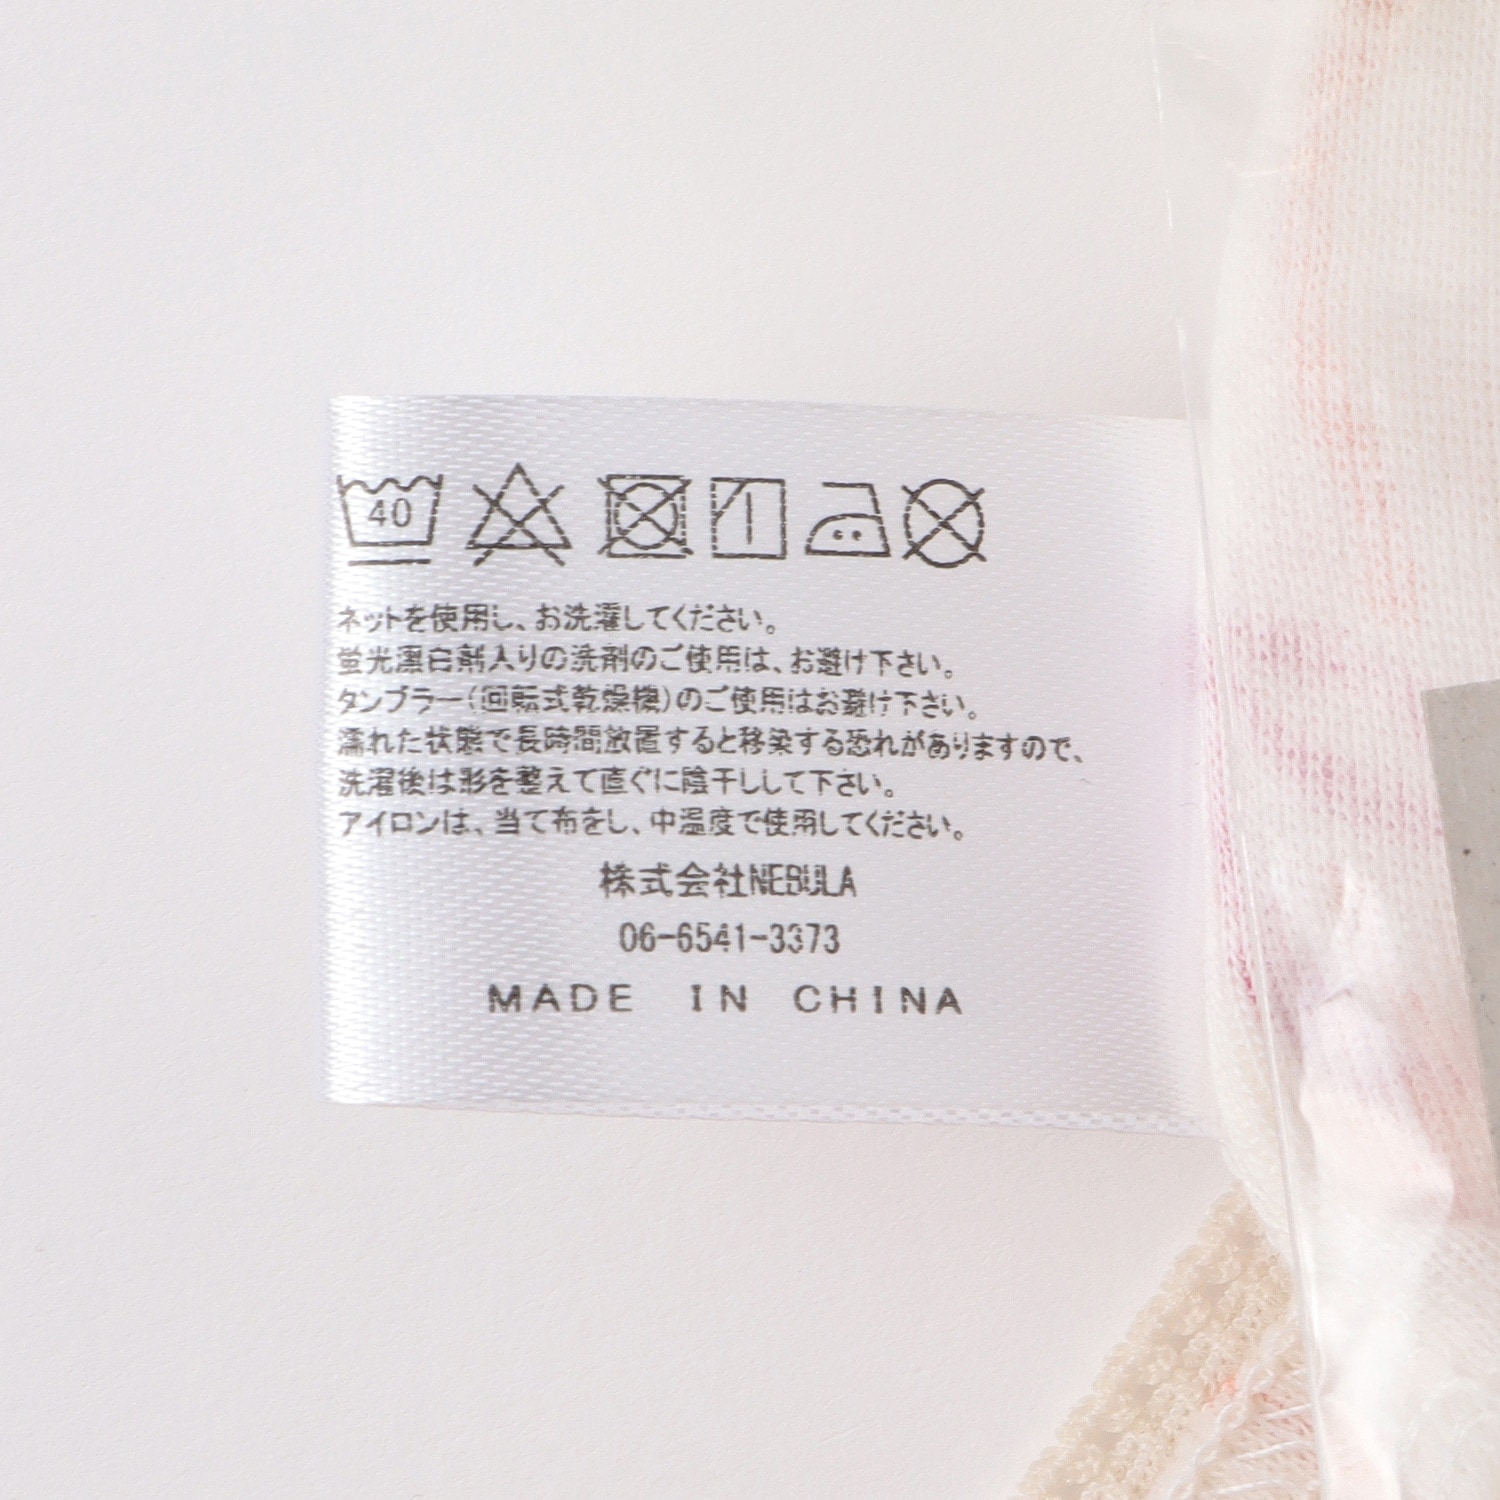 40
ネットを使用し、お洗濯してください。
蛍光漂白剤入りの洗剤のご使用は、お避け下さい。
タンブラー(回転式乾燥機)のご使用はお避け下さい。
濡れた状態で長時間放置すると移染する恐れがありますので、
洗濯後は形を整えて直ぐに陰干しして下さい。
アイロンは、当て布をし、中温度で使用してください。
株式会社NEBULA
06-6541-3373
MADE IN CHINA